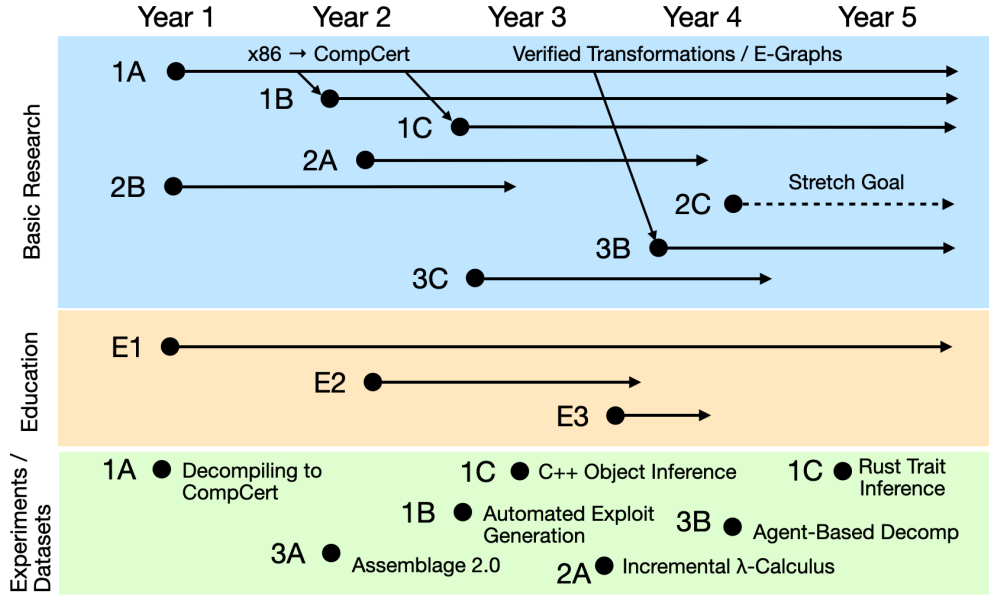 Year 1 Year 2 Year 3 Year 4 Year 5
Basic Research
x86 → CompCert Verified Transformations / E-Graphs
1A
1B
1C
2A
2B
Stretch Goal
2C
3B
3C
Education
E1
E2
E3
Experiments /
Datasets
1A Decompiling to
CompCert
1C C++ Object Inference
1C Rust Trait
Inference
1B Automated Exploit
Generation
3B Agent-Based Decomp
3A Assemblage 2.0
2A Incremental λ-Calculus